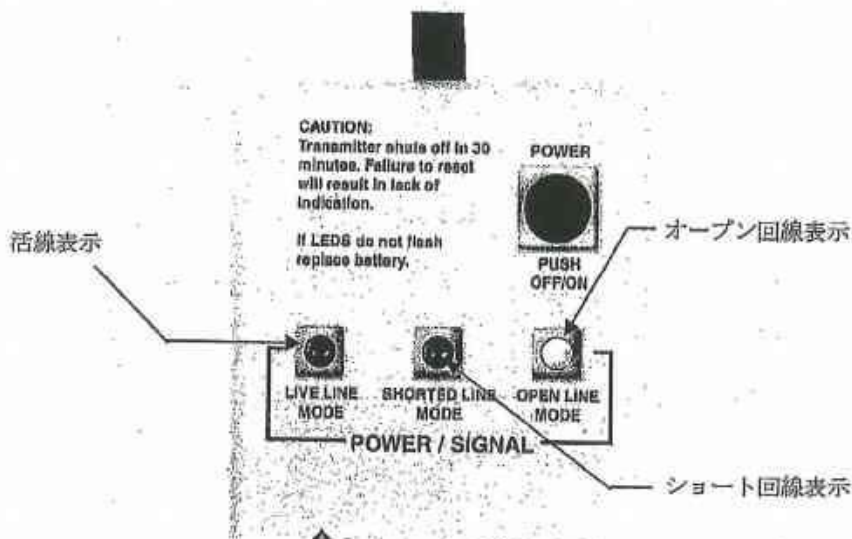 CAUTION:
Transmitter shuts off in 30
minutes. Failure to reset
will result in lack of
indication.
If LEDS do not flash
replace battery.
POWER
PUSH
OFF/ON
活線表示
オープン回線表示
LIVE LINE
MODE
SHORTED LINE
MODE
OPEN LINE
MODE
POWER / SIGNAL
ショート回線表示